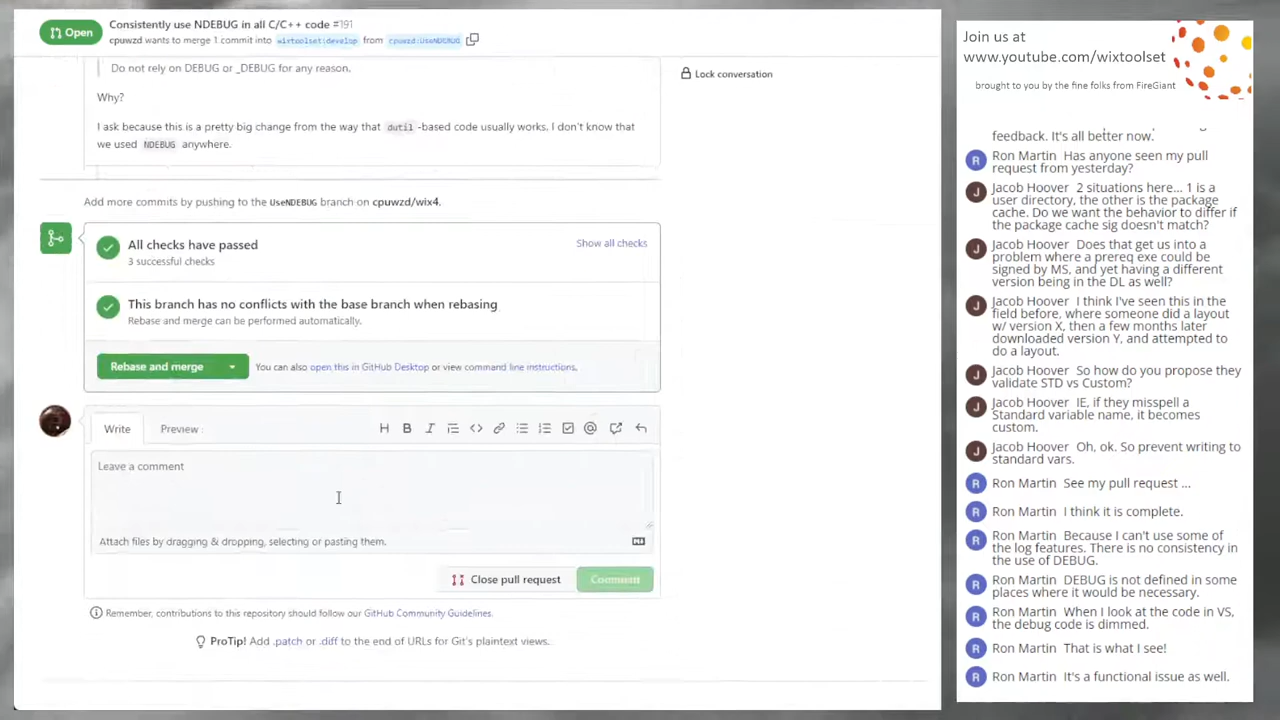 Open
Consistently use NDEBUG in all C/C++ code #191
cpuwzd wants to merge 1 commit into wixtoolset:develop from cpuwzd:UseNDEBUG
Do not rely on DEBUG or _DEBUG for any reason.
Why?
I ask because this is a pretty big change from the way that dutil -based code usually works. I don't know that
we used NDEBUG anywhere.
Add more commits by pushing to the UseNDEBUG branch on cpuwzd/wix4.
All checks have passed
3 successful checks
Show all checks
This branch has no conflicts with the base branch when rebasing
Rebase and merge can be performed automatically.
Rebase and merge
You can also open this in GitHub Desktop or view command line instructions.
Write
Preview
Leave a comment
Attach files by dragging & dropping, selecting or pasting them.
Close pull request
Comment
Remember, contributions to this repository should follow our GitHub Community Guidelines.
ProTip! Add .patch or .diff to the end of URLs for Git's plaintext views.
Lock conversation
Join us at
www.youtube.com/wixtoolset
brought to you by the fine folks from FireGiant
feedback. It's all better now.
Ron Martin Has anyone seen my pull
request from yesterday?
Jacob Hoover 2 situations here... 1 is a
user directory, the other is the package
cache. Do we want the behavior to differ if
the package cache sig doesn't match?
Jacob Hoover Does that get us into a
problem where a prereq exe could be
signed by MS, and yet having a different
version being in the DL as well?
Jacob Hoover I think I've seen this in the
field before, where someone did a layout
w/ version X, then a few months later
downloaded version Y, and attempted to
do a layout.
Jacob Hoover So how do you propose they
validate STD vs Custom?
Jacob Hoover IE, if they misspell a
Standard variable name, it becomes
custom.
Jacob Hoover Oh, ok. So prevent writing to
standard vars.
Ron Martin See my pull request ...
Ron Martin I think it is complete.
Ron Martin Because I can't use some of
the log features. There is no consistency in
the use of DEBUG.
Ron Martin DEBUG is not defined in some
places where it would be necessary.
Ron Martin When I look at the code in VS,
the debug code is dimmed.
Ron Martin That is what I see!
Ron Martin It's a functional issue as well.